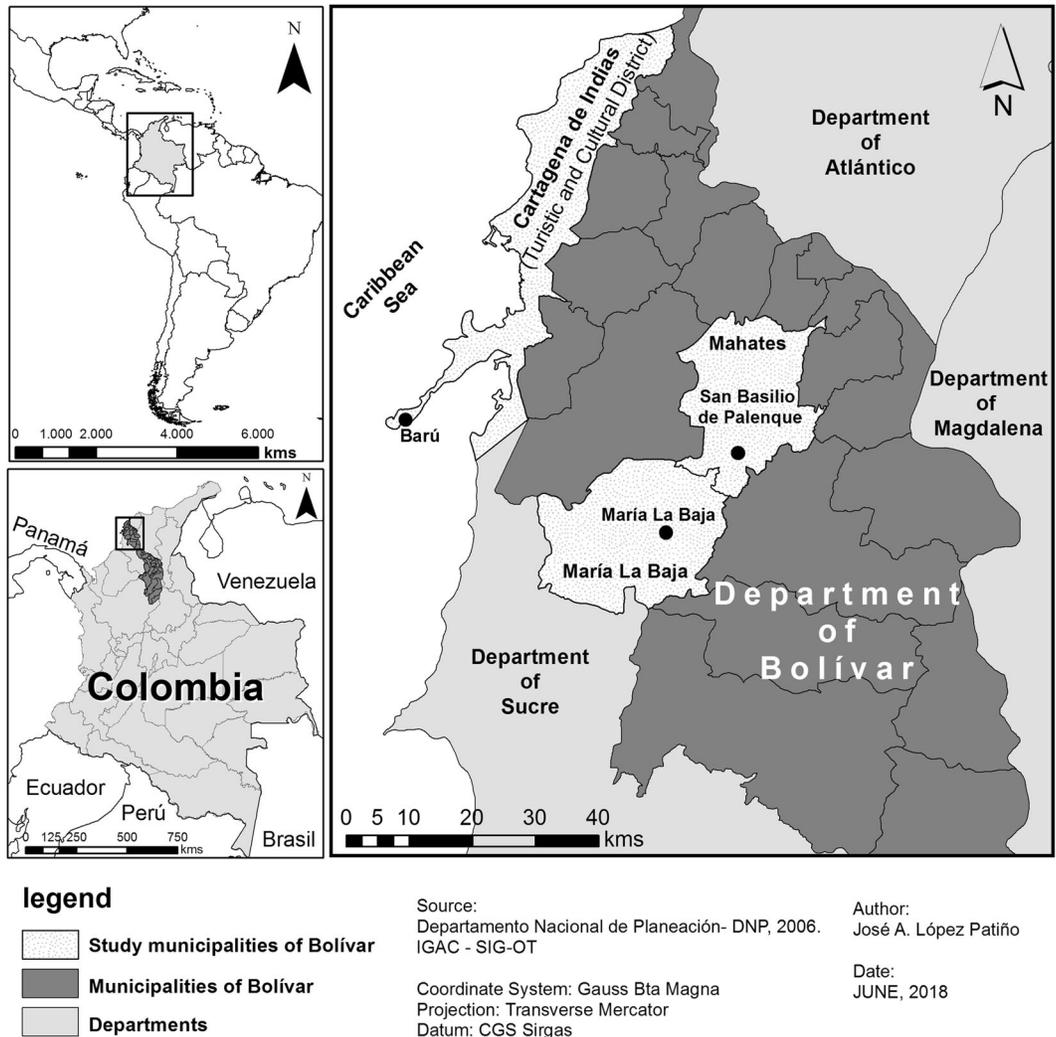 N
0 1.000 2.000 4.000 6.000
kms
N
Panamá
Venezuela
Colombia
Ecuador
Perú
Brasil
0 125 250 500 750
kms
N
Cartagena de Indias
(Turistic and Cultural District)
Caribbean
Sea
Department
of
Atlántico
Mahates
San Basilio
de Palenque
Department
of
Magdalena
Barú
María La Baja
María La Baja
Department
of
Bolívar
Department
of
Sucre
0 5 10 20 30 40
kms
legend
Study municipalities of Bolívar
Municipalities of Bolívar
Departments
Source:
Departamento Nacional de Planeación- DNP, 2006.
IGAC - SIG-OT
Coordinate System: Gauss Bta Magna
Projection: Transverse Mercator
Datum: CGS Sirgas
Author:
José A. López Patiño
Date:
JUNE, 2018